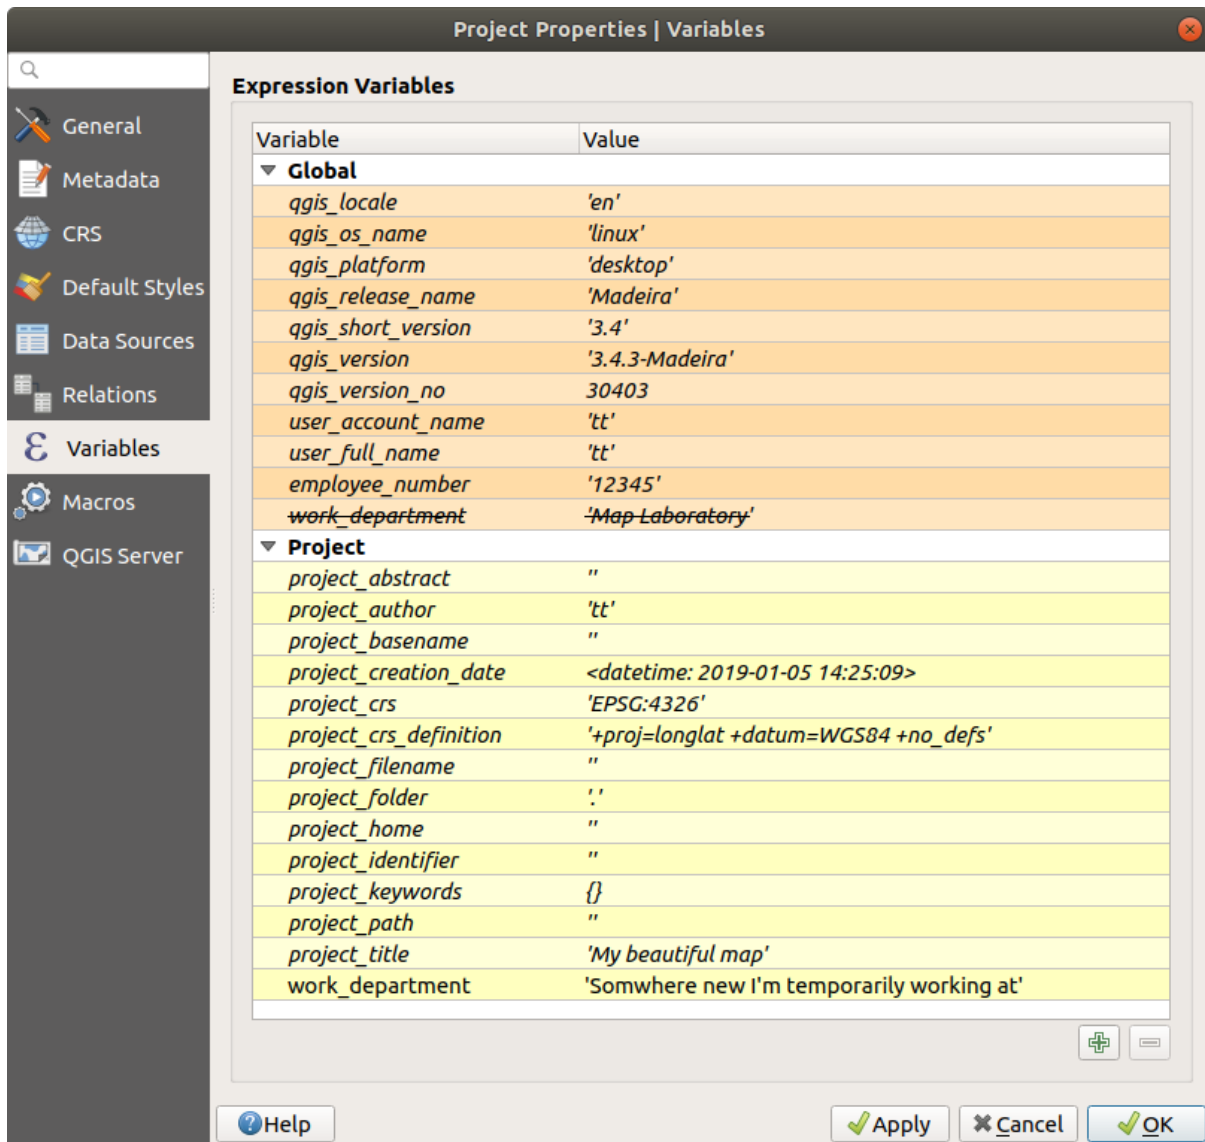 Project Properties | Variables
General
Metadata
CRS
Default Styles
Data Sources
Relations
Variables
Macros
QGIS Server
Expression Variables
Variable Value
Global
qgis_locale 'en'
qgis_os_name 'linux'
qgis_platform 'desktop'
qgis_release_name 'Madeira'
qgis_short_version '3.4'
qgis_version '3.4.3-Madeira'
qgis_version_no 30403
user_account_name 'tt'
user_full_name 'tt'
employee_number '12345'
work_department 'Map Laboratory'
Project
project_abstract ''
project_author 'tt'
project_basename ''
project_creation_date <datetime: 2019-01-05 14:25:09>
project_crs 'EPSG:4326'
project_crs_definition '+proj=longlat +datum=WGS84 +no_defs'
project_filename ''
project_folder '.'
project_home ''
project_identifier ''
project_keywords {}
project_path ''
project_title 'My beautiful map'
work_department 'Somwhere new I'm temporarily working at'
Help Apply Cancel OK